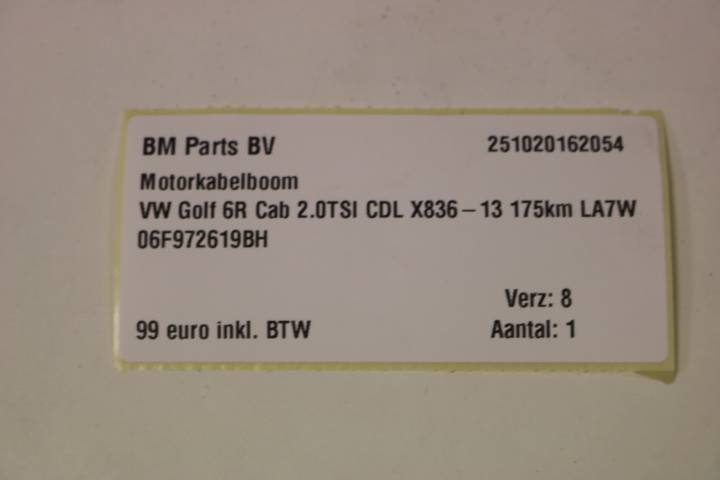 BM Parts BV 251020162054
Motorkabelboom
VW Golf 6R Cab 2.0TSI CDL X836-13 175km LA7W
06F972619BH
Verz: 8
99 euro inkl. BTW Aantal: 1